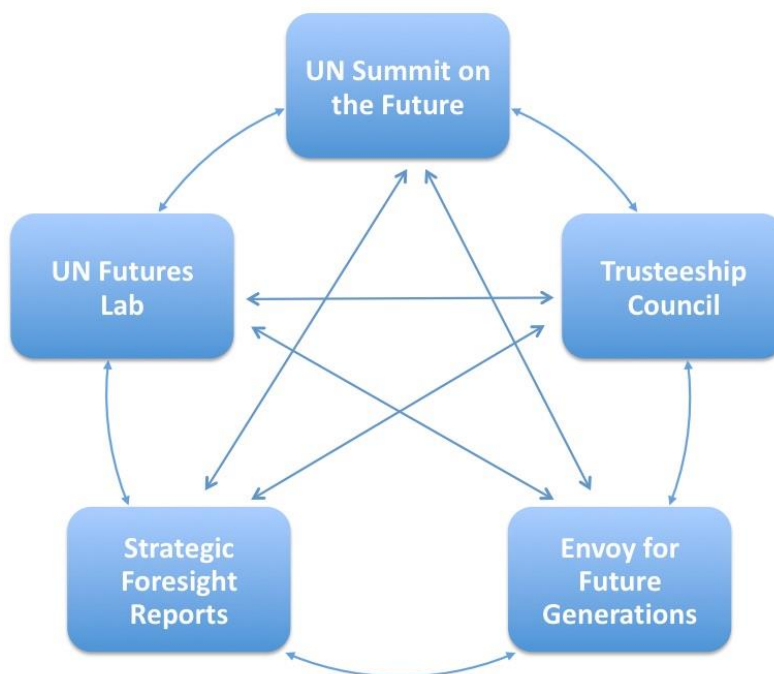 UN Summit on
the Future
UN Futures
Lab
Trusteeship
Council
Strategic
Foresight
Reports
Envoy for
Future
Generations